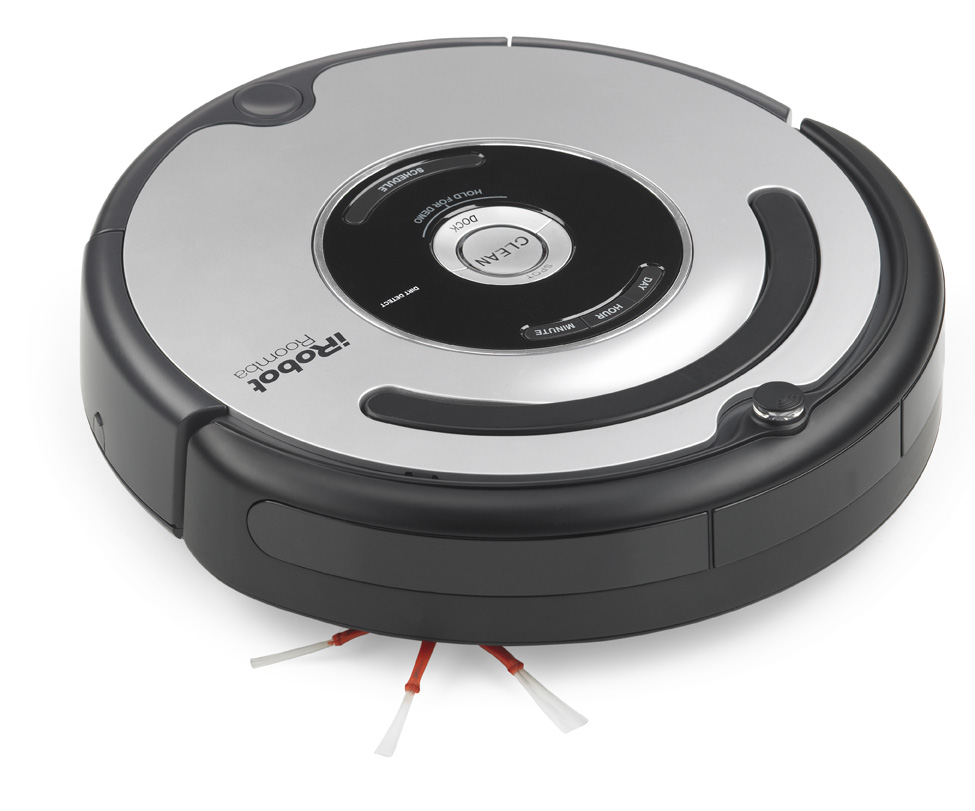 SCHEDULE
HOLD FOR DEMO
DOCK
CLEAN
SPOT
DAY
HOUR
MINUTE
DIRT DETECT
iRobot
Roomba